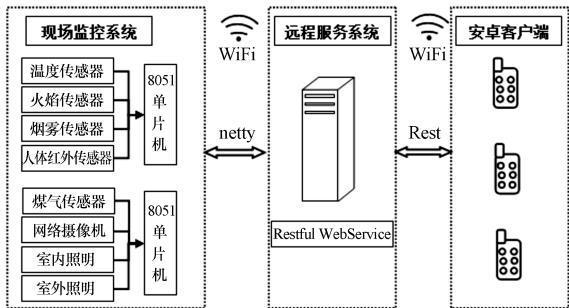 现场监控系统
温度传感器
火焰传感器
烟雾传感器
人体红外传感器
8051
单
片
机
煤气传感器
网络摄像机
室内照明
室外照明
8051
单
片
机
WiFi
netty
远程服务系统
Restful WebService
WiFi
Rest
安卓客户端